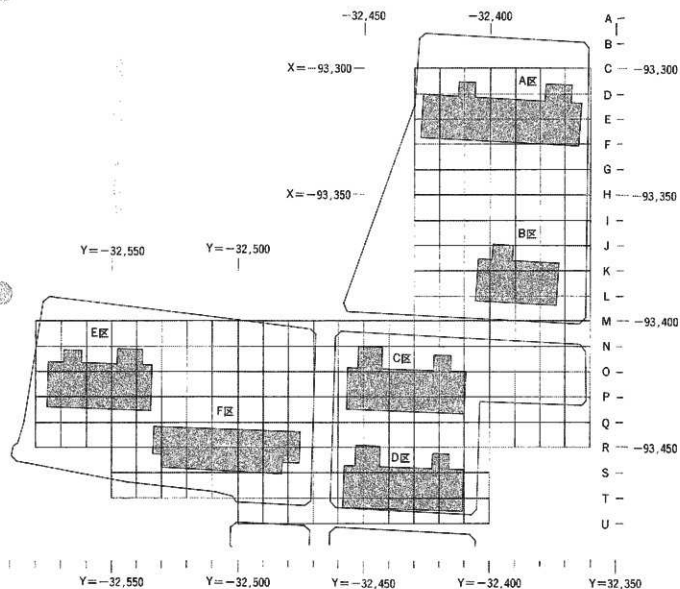 -32,450 -32,400 A
B
X=-93,300 C -93,300
A区
D
E
F
G
X=-93,350 H -93,350
I
B区
J
Y=-32,550 Y=-32,500
K
L
M -93,400
E区 N
C区
O
P
F区
Q
R -93,450
D区
S
T
U
Y=-32,550 Y=-32,500 Y=-32,450 Y=-32,400 Y=32,350